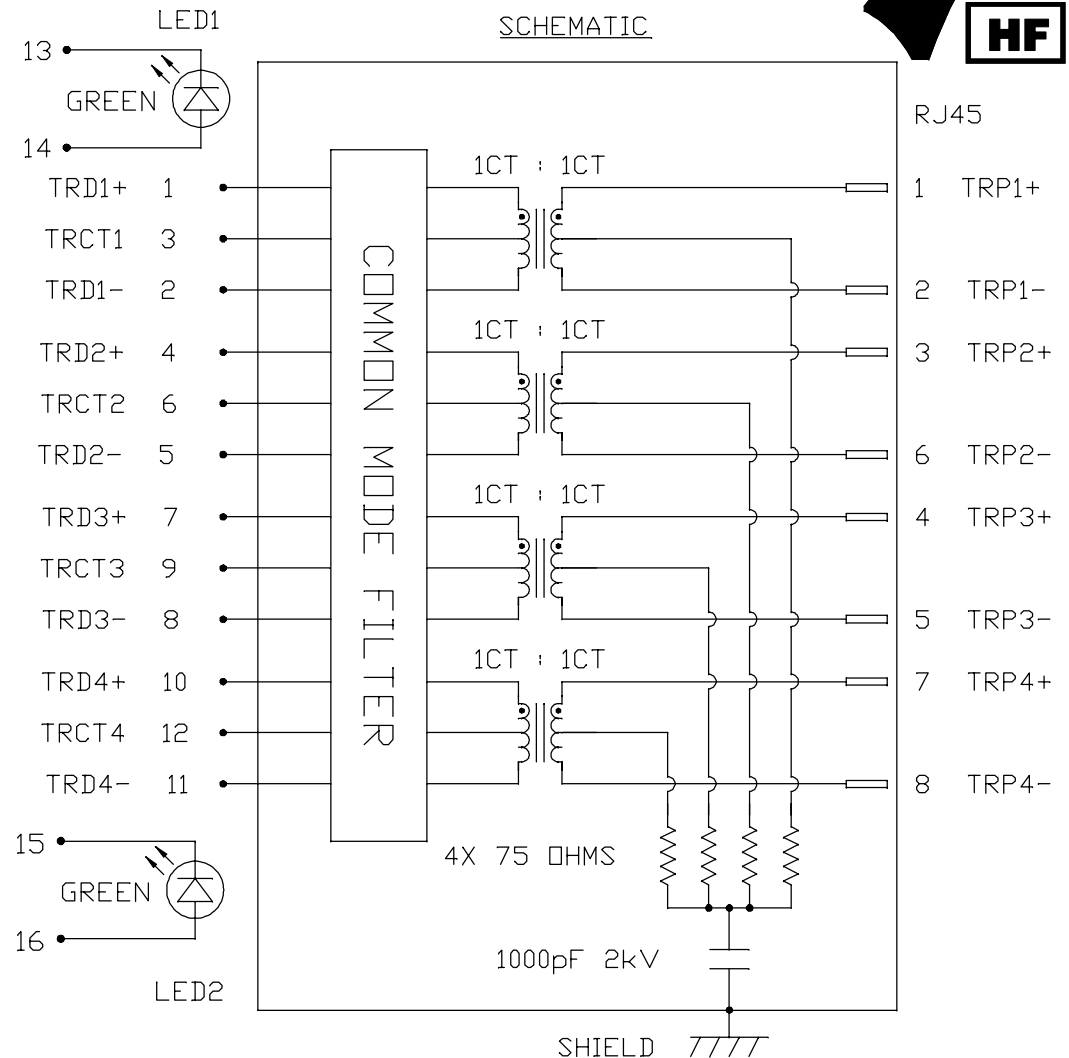 LED1
SCHEMATIC
HF
13
GREEN
14
RJ45
1CT : 1CT
TRD1+ 1
1 TRP1+
TRCT1 3
TRD1- 2
2 TRP1-
1CT : 1CT
TRD2+ 4
3 TRP2+
TRCT2 6
TRD2- 5
6 TRP2-
1CT : 1CT
TRD3+ 7
4 TRP3+
TRCT3 9
TRD3- 8
5 TRP3-
1CT : 1CT
TRD4+ 10
7 TRP4+
TRCT4 12
TRD4- 11
8 TRP4-
COMMON MODE FILTER
15
GREEN
16
LED2
4X 75 OHMS
1000pF 2kV
SHIELD